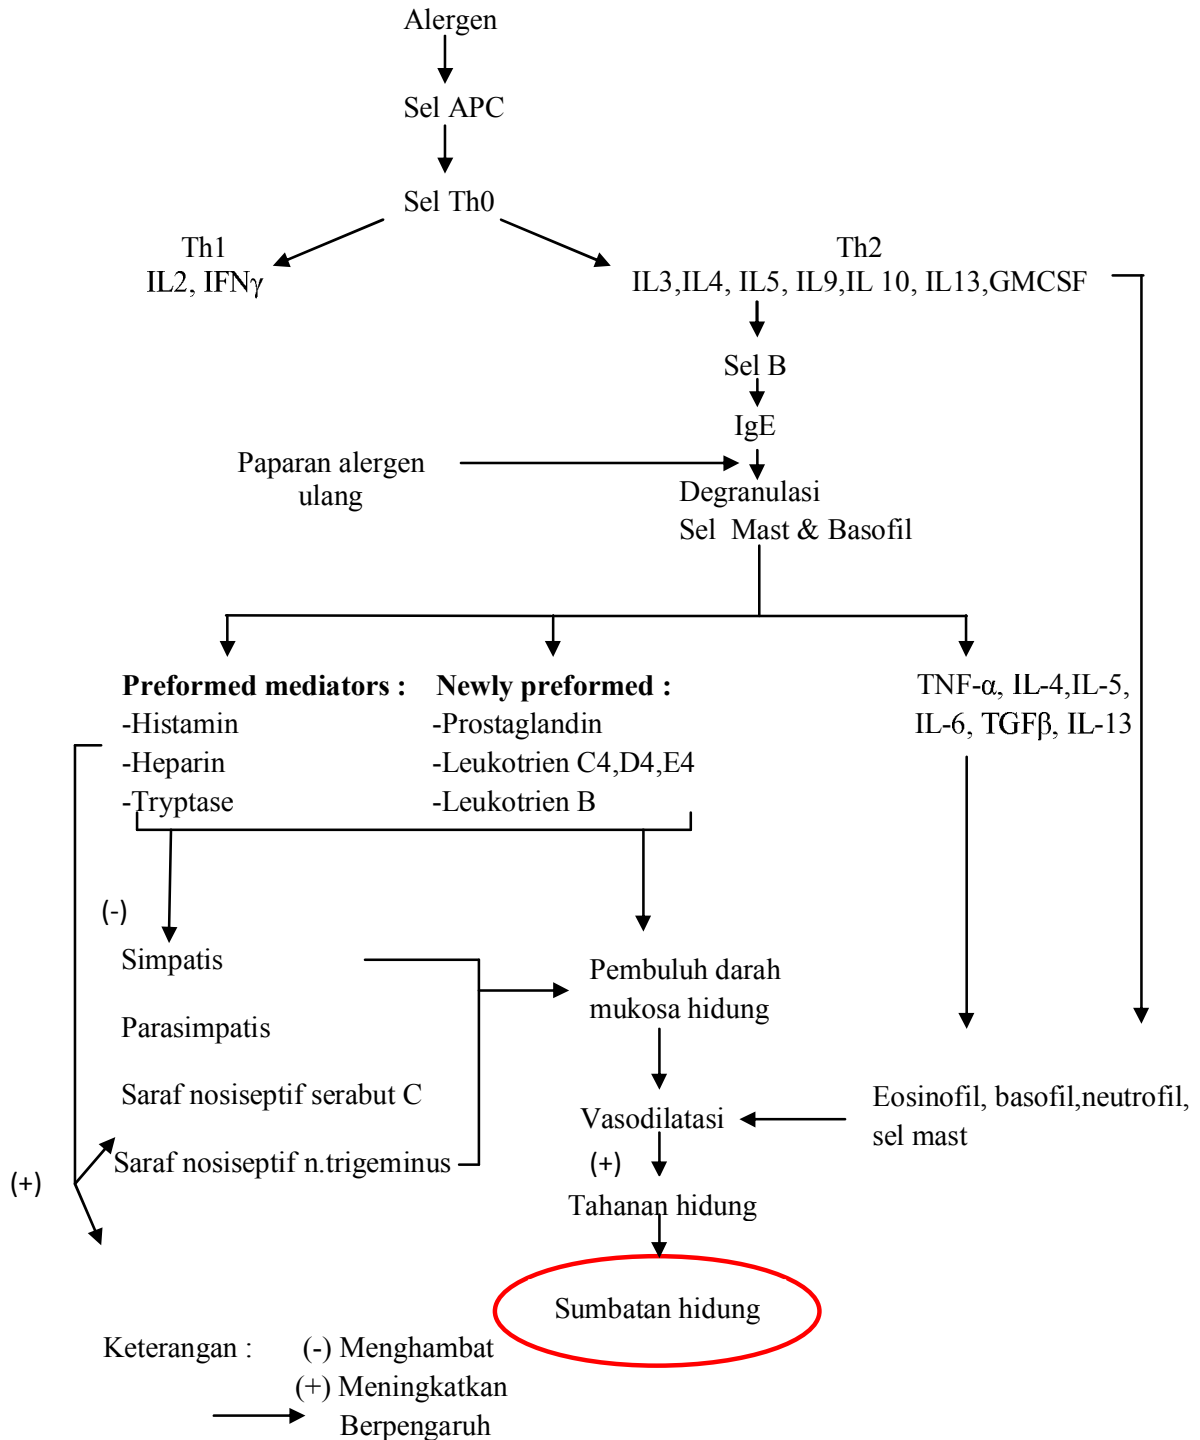 Alergen
Sel APC
Sel Th0
Th1
IL2, IFNγ
Th2
IL3,IL4, IL5, IL9,IL 10, IL13,GMCSF
Sel B
IgE
Paparan alergen
ulang
Degranulasi
Sel Mast & Basofil
Preformed mediators :
-Histamin
-Heparin
-Tryptase
Newly preformed :
-Prostaglandin
-Leukotrien C4,D4,E4
-Leukotrien B
TNF-α, IL-4,IL-5,
IL-6, TGFβ, IL-13
(-)
Simpatis
Parasimpatis
Saraf nosiseptif serabut C
Saraf nosiseptif n.trigeminus
(+)
Pembuluh darah
mukosa hidung
Vasodilatasi
(+)
Tahanan hidung
Sumbatan hidung
Eosinofil, basofil,neutrofil,
sel mast
Keterangan : (-) Menghambat
(+) Meningkatkan
Berpengaruh